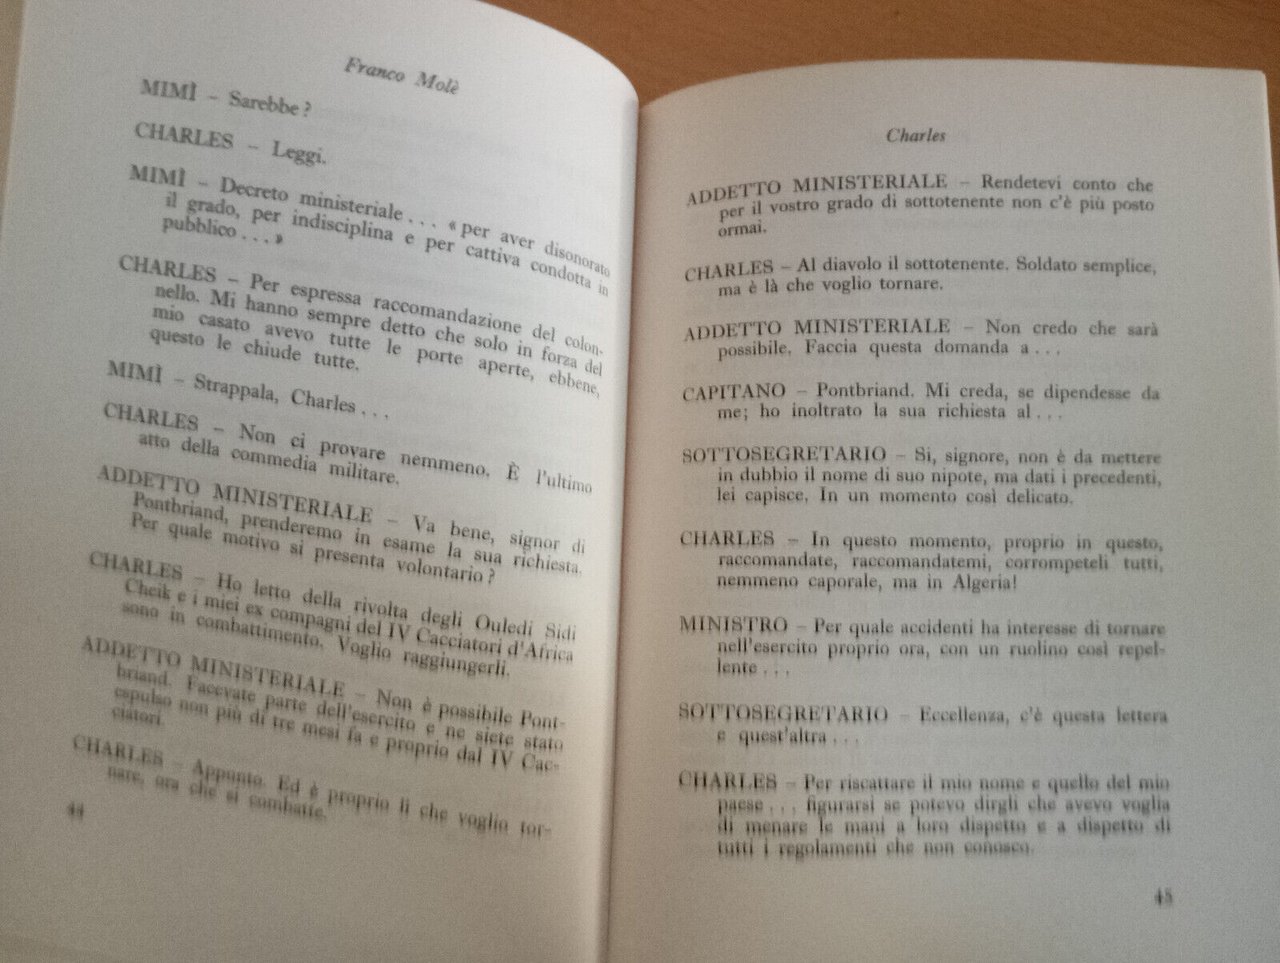 Franco Molè
MIMÌ – Sarebbe?
CHARLES – Leggi.
MIMÌ – Decreto ministeriale . . . « per aver disonorato
il grado, per indisciplina e per cattiva condotta in
pubblico . . . »
CHARLES – Per espressa raccomandazione del colon-
nello. Mi hanno sempre detto che solo in forza del
mio casato avevo tutte le porte aperte, ebbene,
questo le chiude tutte.
MIMÌ – Strappala, Charles . . .
CHARLES – Non ci provare nemmeno. È l'ultimo
atto della commedia militare.
ADDETTO MINISTERIALE – Va bene, signor di
Pontbriand, prenderemo in esame la sua richiesta.
Per quale motivo si presenta volontario?
CHARLES – Ho letto della rivolta degli Ouledi Sidi
Cheik e i miei ex compagni del IV Cacciatori d'Africa
sono in combattimento. Voglio raggiungerli.
ADDETTO MINISTERIALE – Non è possibile Pont-
briand. Facevate parte dell'esercito e ne siete stato
espulso non più di tre mesi fa e proprio dal IV Cac-
ciatori.
CHARLES – Appunto. Ed è proprio lì che voglio tor-
nare, ora che si combatte.
44
Charles
ADDETTO MINISTERIALE – Rendetevi conto che
per il vostro grado di sottotenente non c'è più posto
ormai.
CHARLES – Al diavolo il sottotenente. Soldato semplice,
ma è là che voglio tornare.
ADDETTO MINISTERIALE – Non credo che sarà
possibile. Faccia questa domanda a . . .
CAPITANO – Pontbriand. Mi creda, se dipendesse da
me; ho inoltrato la sua richiesta al . . .
SOTTOSEGRETARIO – Si, signore, non è da mettere
in dubbio il nome di suo nipote, ma dati i precedenti,
lei capisce. In un momento così delicato.
CHARLES – In questo momento, proprio in questo,
raccomandate, raccomandatemi, corrompeteli tutti,
nemmeno caporale, ma in Algeria!
MINISTRO – Per quale accidenti ha interesse di tornare
nell'esercito proprio ora, con un ruolino così repel-
lente . . .
SOTTOSEGRETARIO – Eccellenza, c'è questa lettera
e quest'altra . . .
CHARLES – Per riscattare il mio nome e quello del mio
paese . . . figurarsi se potevo dirgli che avevo voglia
di menare le mani a loro dispetto e a dispetto di
tutti i regolamenti che non conosco.
45